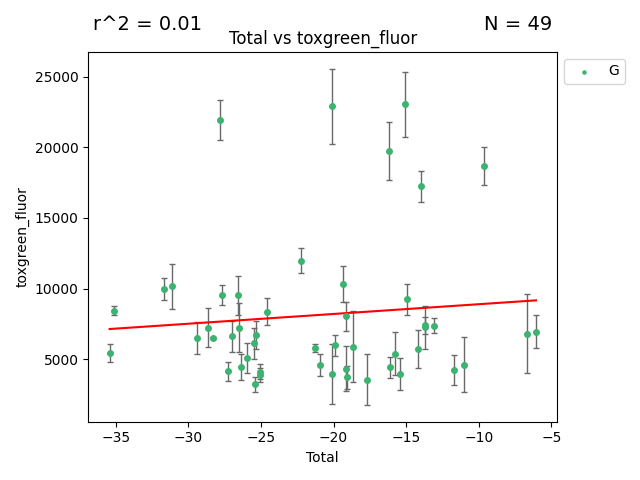 r^2 = 0.01
N = 49
Total vs toxgreen_fluor
G
25000
20000
15000
10000
5000
toxgreen_fluor
−35
−30
−25
−20
−15
−10
−5
Total